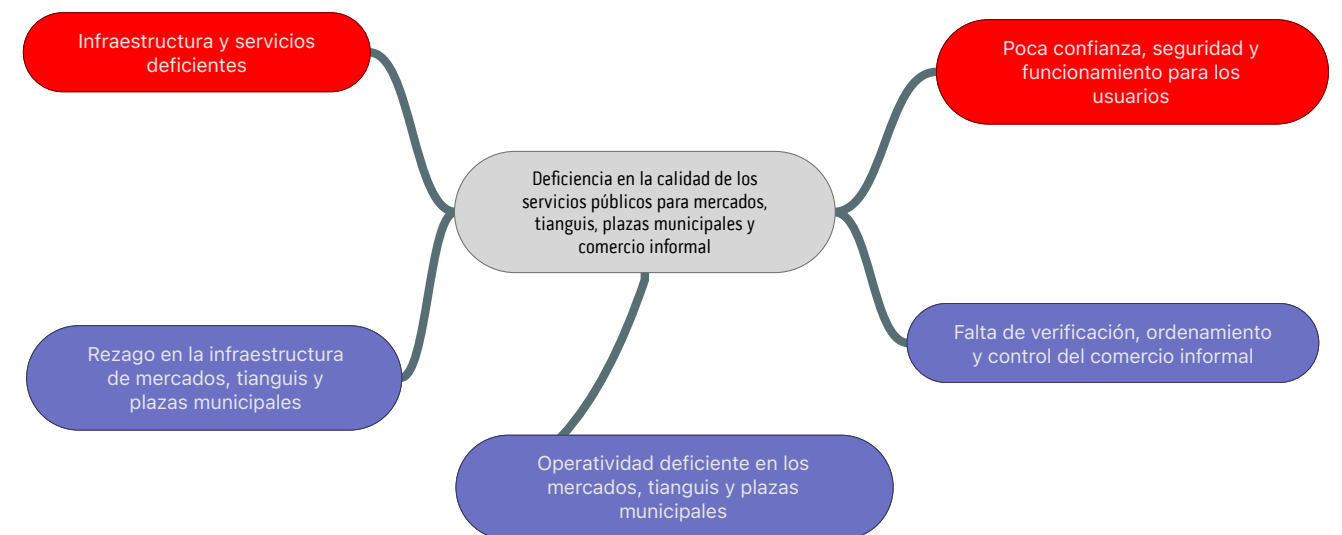 Infraestructura y servicios
deficientes
Poca confianza, seguridad y
funcionamiento para los
usuarios
Deficiencia en la calidad de los
servicios públicos para mercados,
tianguis, plazas municipales y
comercio informal
Rezago en la infraestructura
de mercados, tianguis y
plazas municipales
Falta de verificación, ordenamiento
y control del comercio informal
Operatividad deficiente en los
mercados, tianguis y plazas
municipales